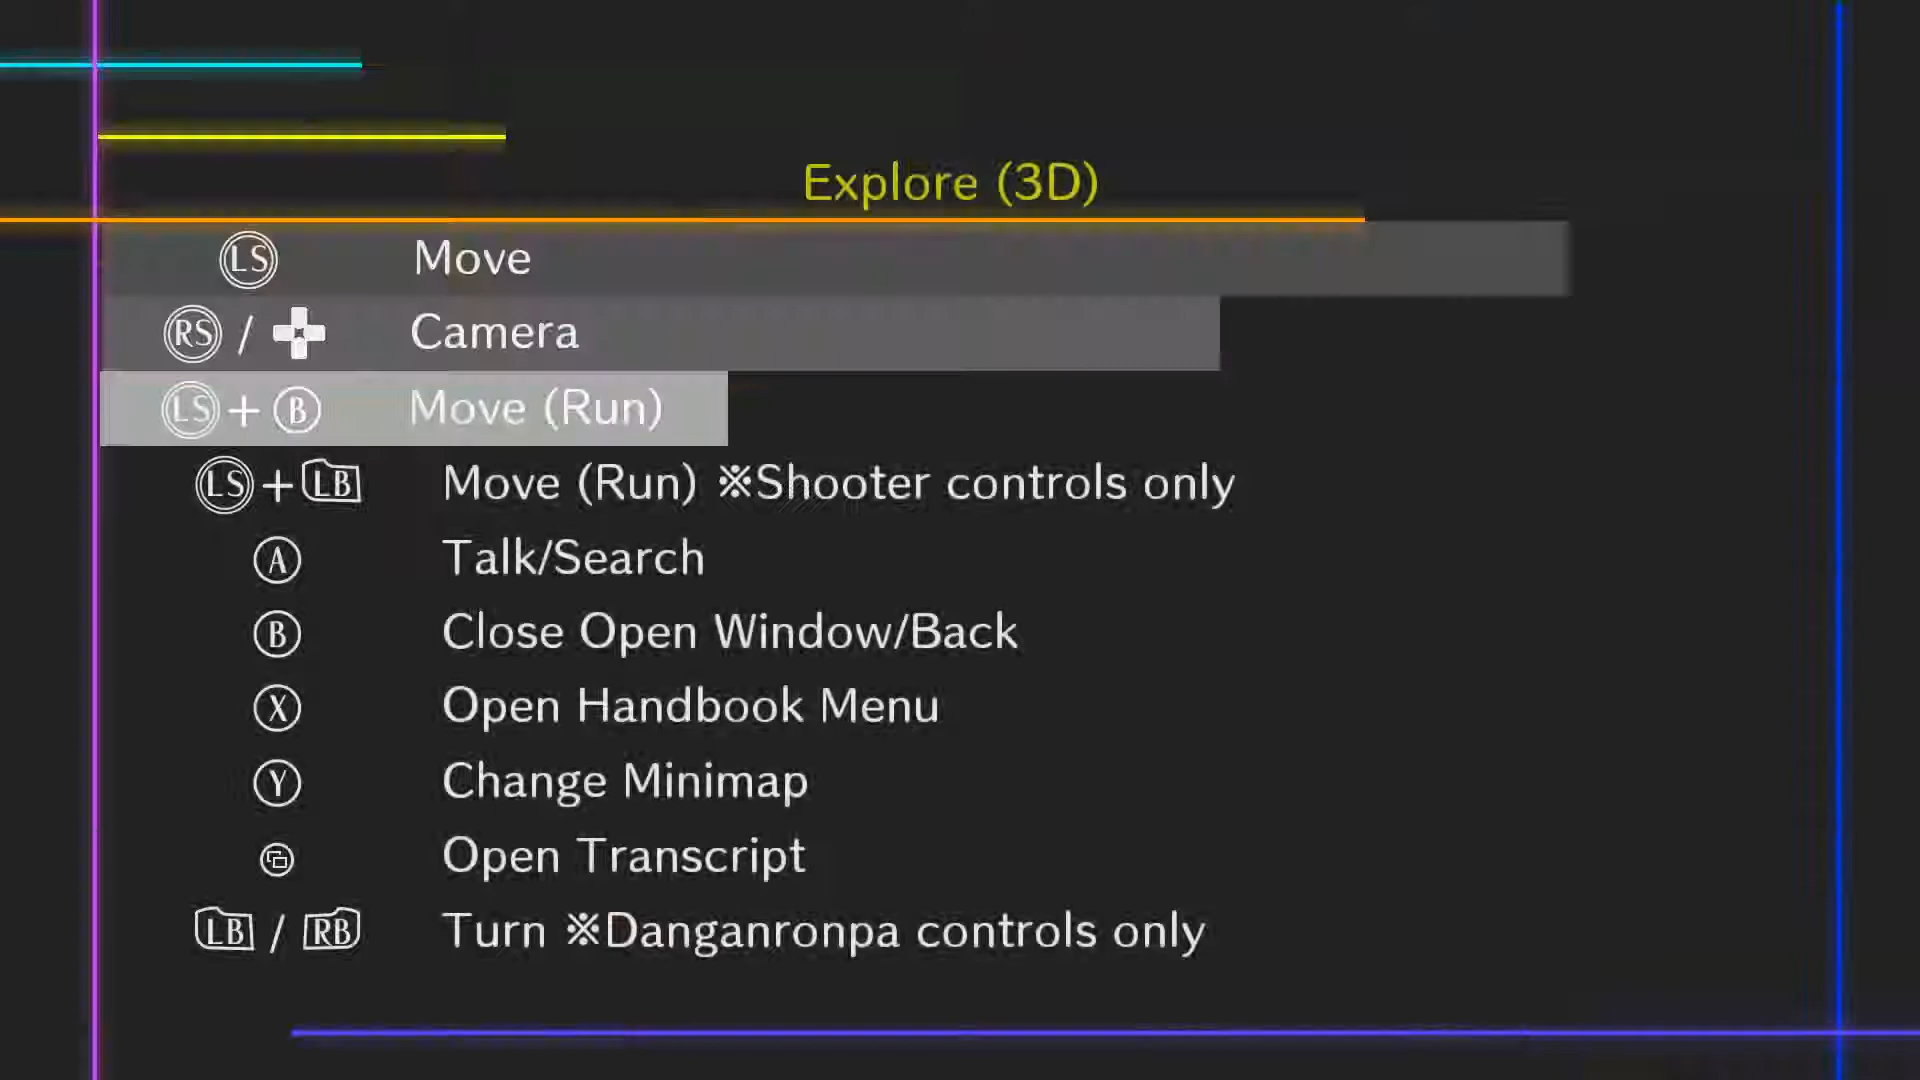 Explore (3D)
LS Move
RS / Camera
LS + B Move (Run)
LS + LB Move (Run) ※Shooter controls only
A Talk/Search
B Close Open Window/Back
X Open Handbook Menu
Y Change Minimap
Open Transcript
LB / RB Turn ※Danganronpa controls only